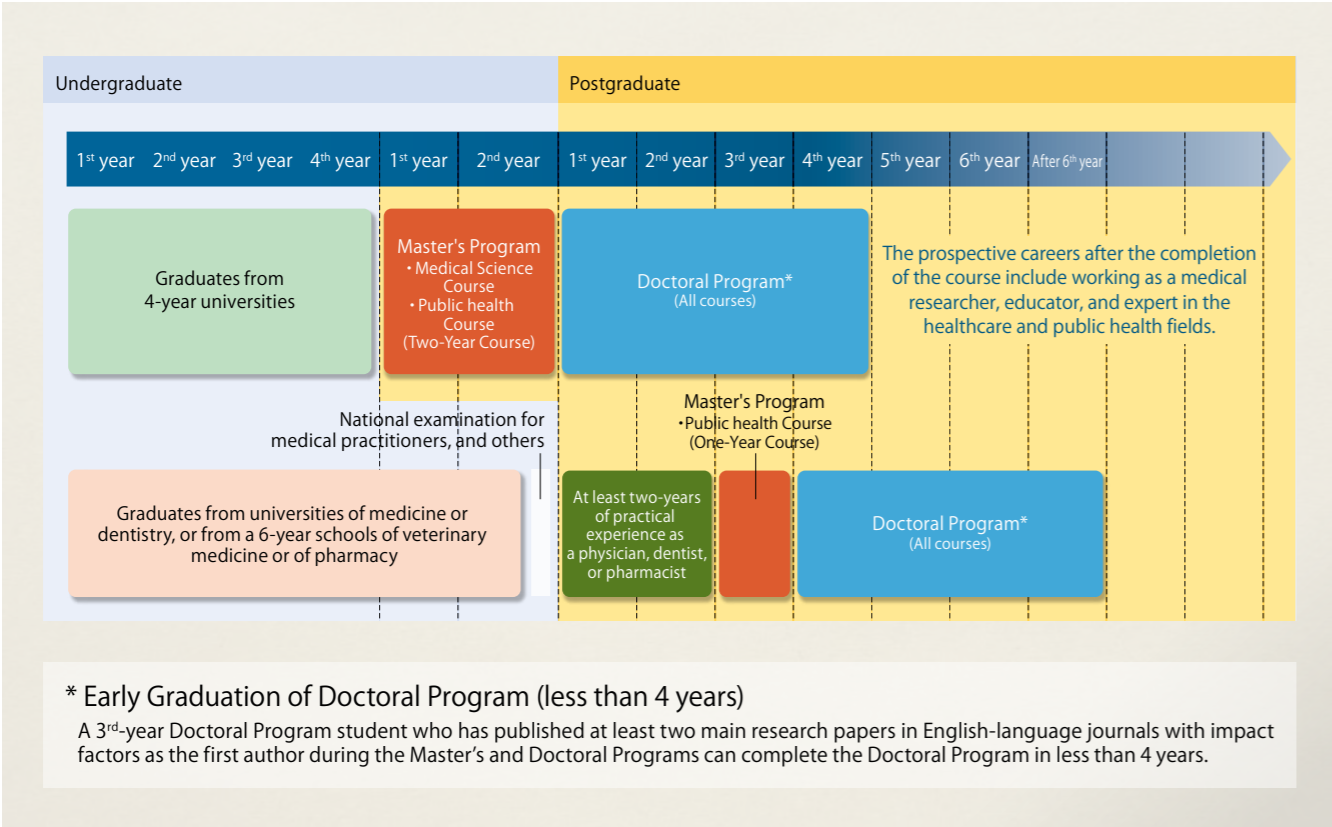 Undergraduate
Postgraduate
1st year 2nd year 3rd year 4th year 1st year 2nd year 1st year 2nd year 3rd year 4th year 5th year 6th year After 6th year
Graduates from
4-year universities
Master's Program
• Medical Science
Course
• Public health
Course
(Two-Year Course)
Doctoral Program*
(All courses)
The prospective careers after the completion
of the course include working as a medical
researcher, educator, and expert in the
healthcare and public health fields.
National examination for
medical practitioners, and others
Master's Program
•Public health Course
(One-Year Course)
Graduates from universities of medicine or
dentistry, or from a 6-year schools of veterinary
medicine or of pharmacy
At least two-years
of practical
experience as
a physician, dentist,
or pharmacist
Doctoral Program*
(All courses)
* Early Graduation of Doctoral Program (less than 4 years)
A 3rd-year Doctoral Program student who has published at least two main research papers in English-language journals with impact
factors as the first author during the Master’s and Doctoral Programs can complete the Doctoral Program in less than 4 years.